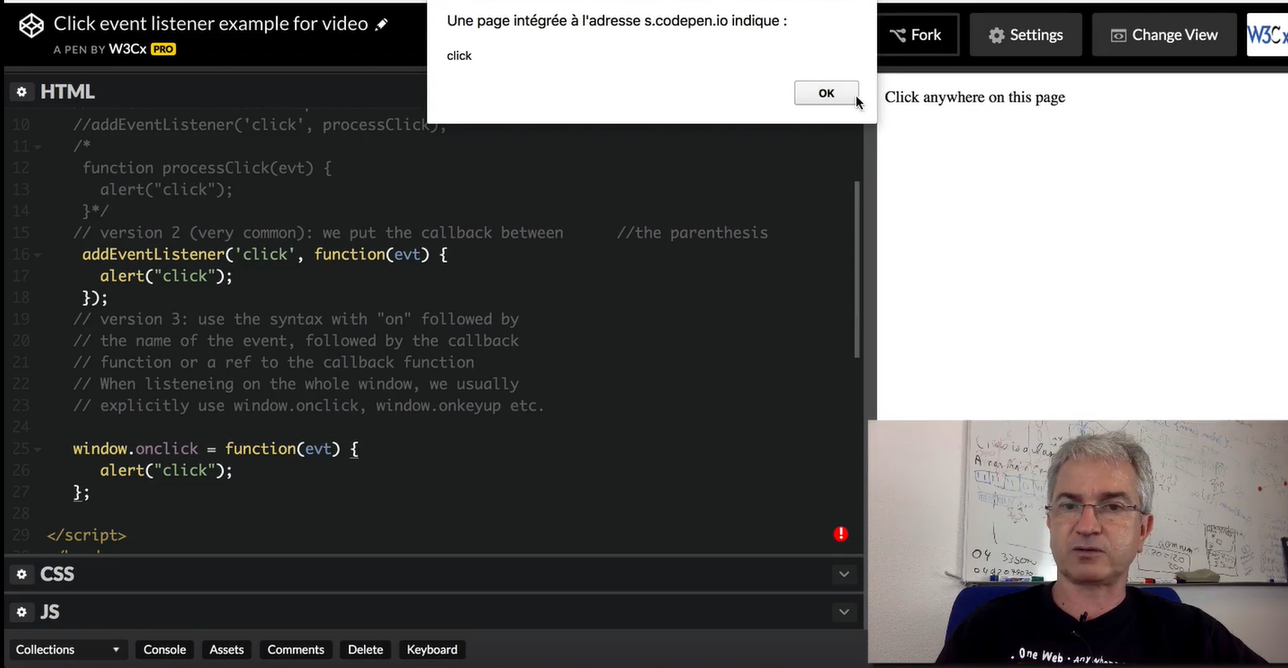 Click event listener example for video
A PEN BY W3Cx PRO
Une page intégrée à l'adresse s.codepen.io indique :
click
OK
Fork
Settings
Change View
W3Cx
HTML
Click anywhere on this page
10 //addEventListener('click', processClick);
11 /*
12 function processClick(evt) {
13 alert("click");
14 }*/
15 // version 2 (very common): we put the callback between //the parenthesis
16 addEventListener('click', function(evt) {
17 alert("click");
18 });
19 // version 3: use the syntax with "on" followed by
20 // the name of the event, followed by the callback
21 // function or a ref to the callback function
22 // When listeneing on the whole window, we usually
23 // explicitly use window.onclick, window.onkeyup etc.
24
25 window.onclick = function(evt) {
26 alert("click");
27 };
28
29 </script>
CSS
JS
Collections
Console
Assets
Comments
Delete
Keyboard
. One Web